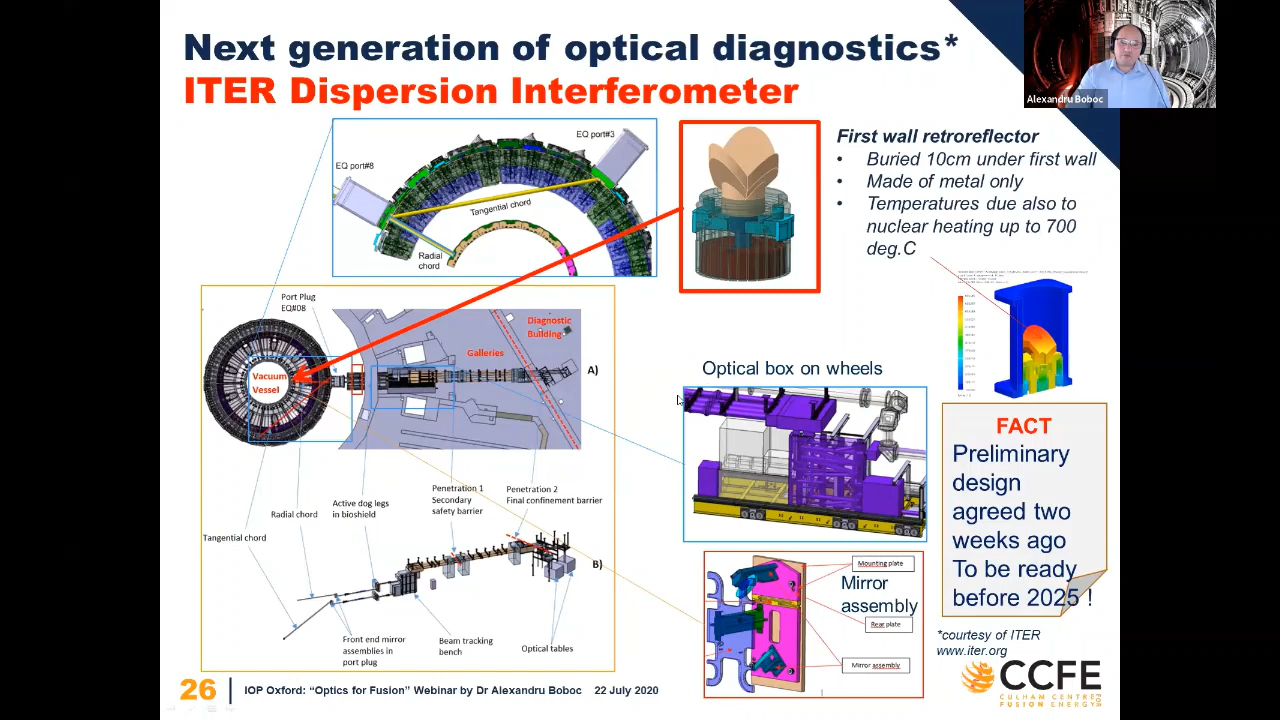 Next generation of optical diagnostics*
ITER Dispersion Interferometer
Alexandru Boboc
EQ port#3
EQ port#8
Tangential chord
Radial
chord
First wall retroreflector
• Buried 10cm under first wall
• Made of metal only
• Temperatures due also to
nuclear heating up to 700
deg.C
Port Plug
EQ#08
Diagnostic
Building
Galleries
Vacuum
Vessel
A)
Penetration 1
Secondary
safety barrier
Penetration 2
Final confinement barrier
Active dog legs
in bioshield
Radial chord
Tangential chord
B)
Front end mirror
assemblies in
port plug
Beam tracking
bench
Optical tables
Optical box on wheels
Mounting plate
Mirror
assembly
Rear plate
Mirror assembly
FACT
Preliminary
design
agreed two
weeks ago
To be ready
before 2025 !
*courtesy of ITER
www.iter.org
CCFE
CULHAM CENTRE
FOR
FUSION ENERGY
26
IOP Oxford: “Optics for Fusion” Webinar by Dr Alexandru Boboc 22 July 2020